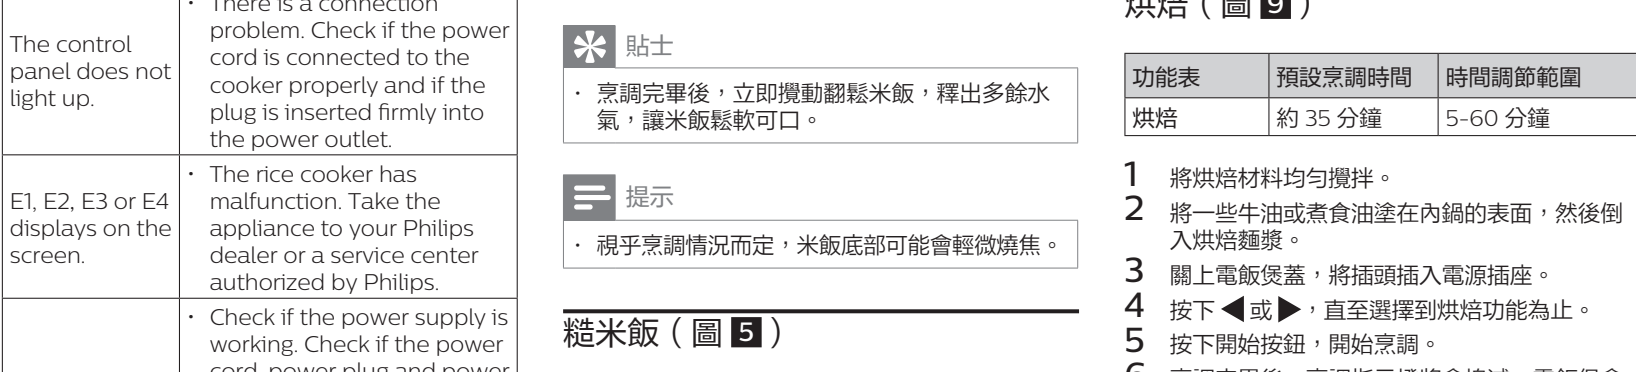 The control
panel does not
light up.
· There is a connection
problem. Check if the power
cord is connected to the
cooker properly and if the
plug is inserted firmly into
the power outlet.
E1, E2, E3 or E4
displays on the
screen.
· The rice cooker has
malfunction. Take the
appliance to your Philips
dealer or a service center
authorized by Philips.
· Check if the power supply is
working. Check if the power
cord, power plug and power
貼士
· 烹調完畢後，立即攪動翻鬆米飯，釋出多餘水
氣，讓米飯鬆軟可口。
提示
· 視乎烹調情況而定，米飯底部可能會輕微燒焦。
糙米飯（圖 5）
烘焙（圖 9）
功能表 預設烹調時間 時間調節範圍
烘焙 約 35 分鐘 5-60 分鐘
1 將烘焙材料均勻攪拌。
2 將一些牛油或煮食油塗在內鍋的表面，然後倒
入烘焙麵漿。
3 關上電飯煲蓋，將插頭插入電源插座。
4 按下 ◀ 或 ▶，直至選擇到烘焙功能為止。
5 按下開始按鈕，開始烹調。